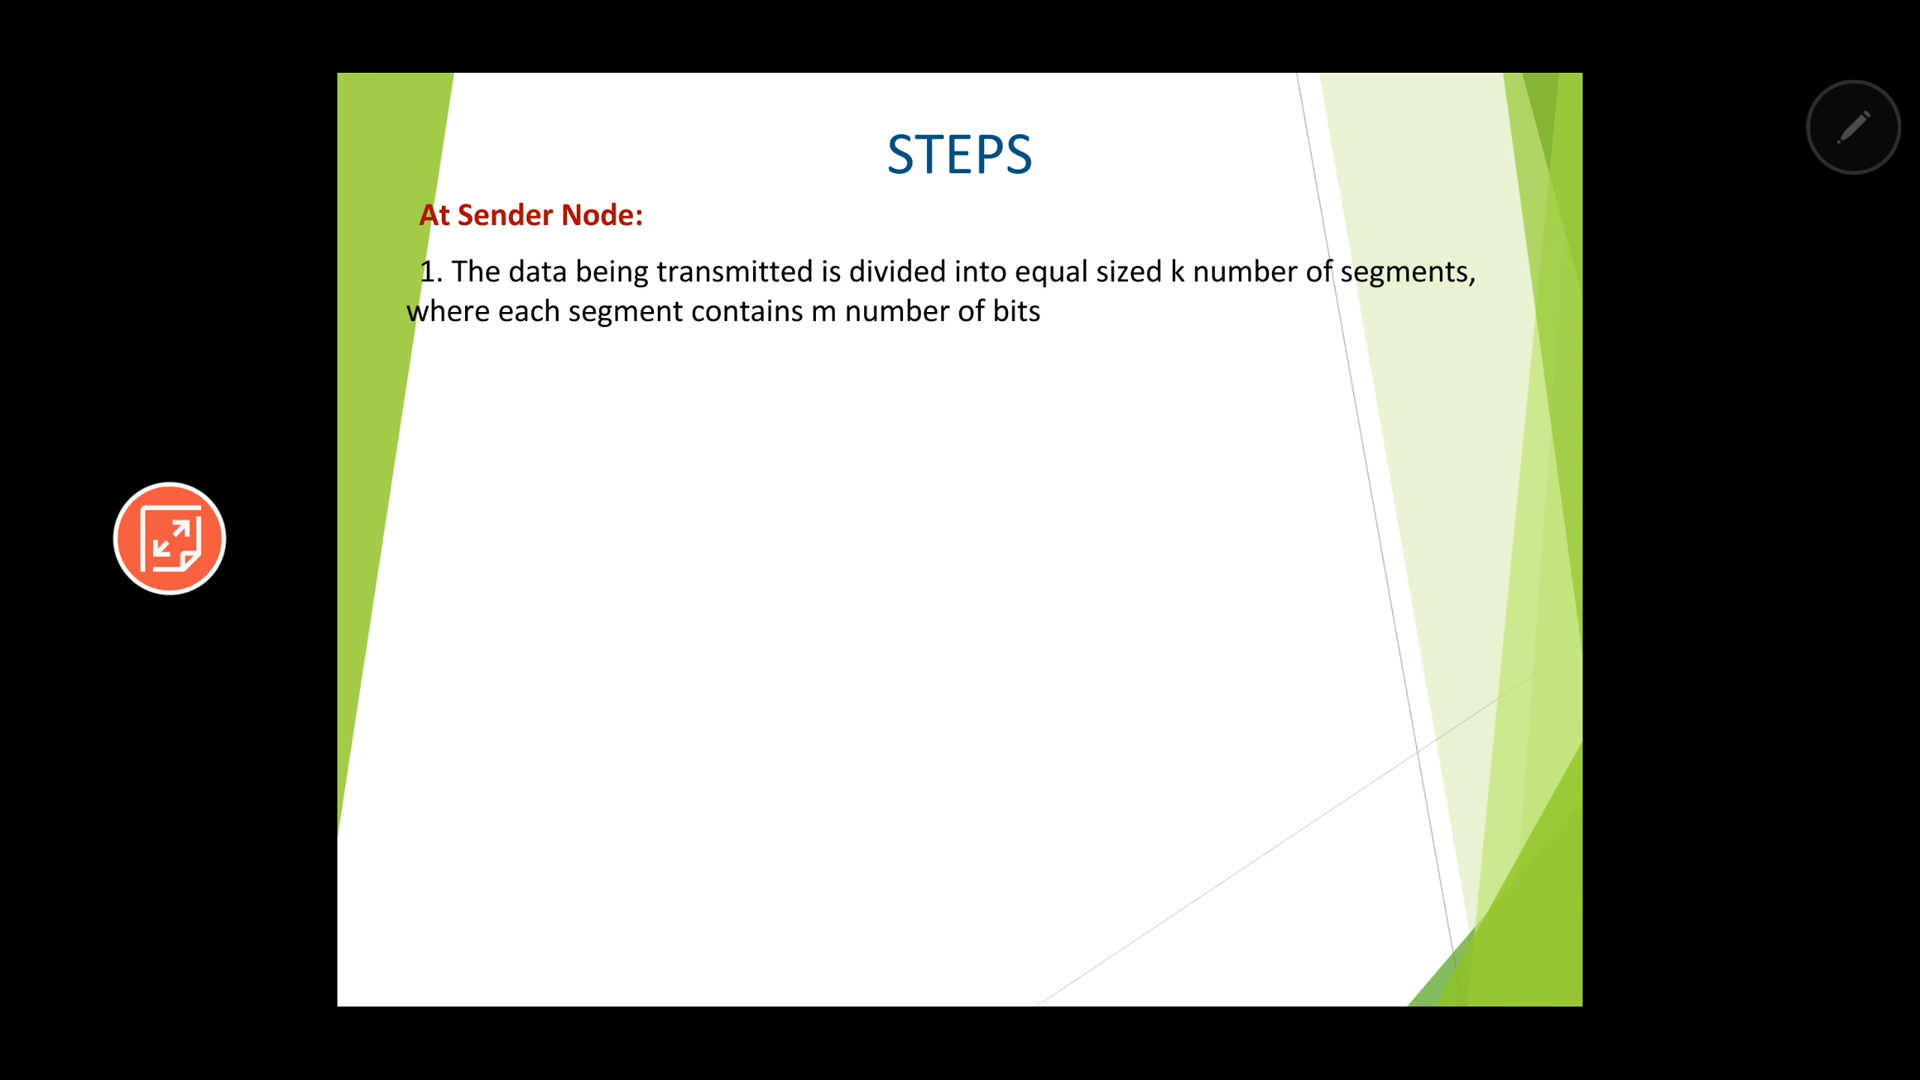 STEPS
At Sender Node:
1. The data being transmitted is divided into equal sized k number of segments,
where each segment contains m number of bits